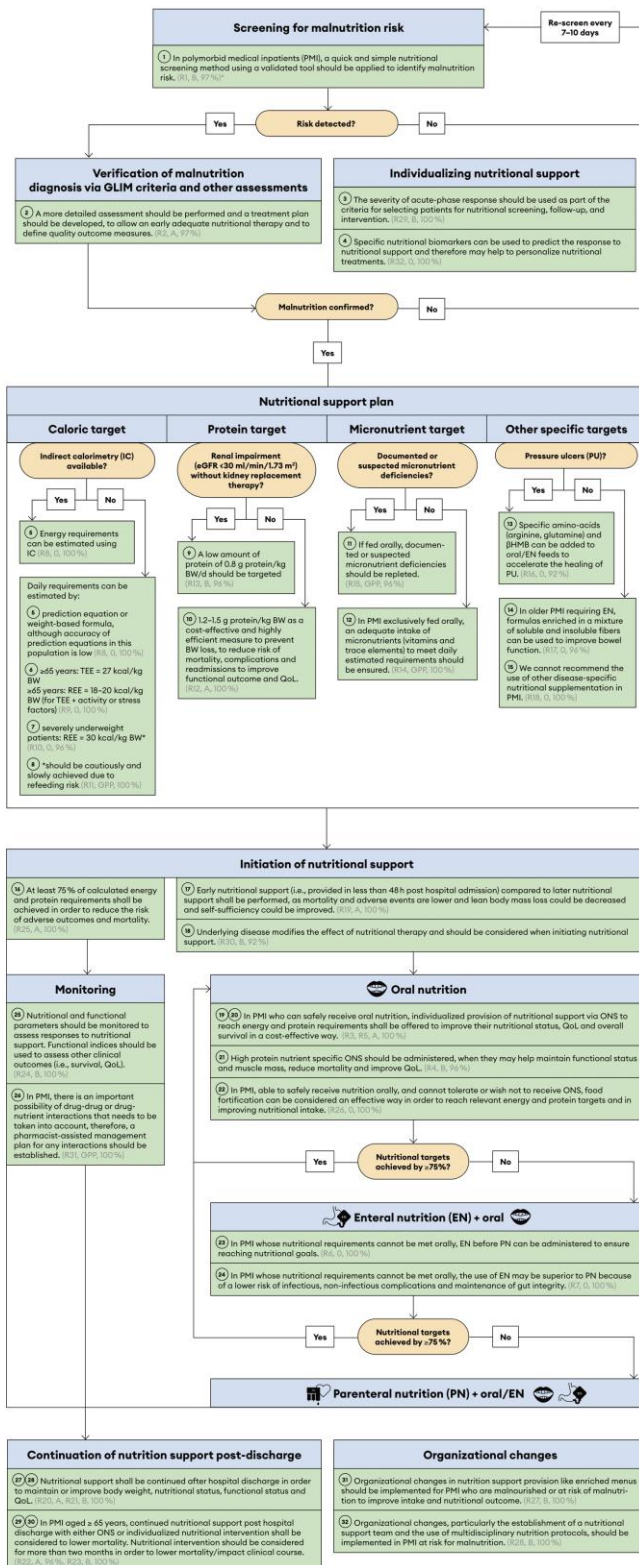 Screening for malnutrition risk
Re-screen every
7–10 days
1 In polymorbid medical inpatients (PMI), a quick and simple nutritional
screening method using a validated tool should be applied to identify malnutrition
risk. (R1, B, 97%)*
Yes
Risk detected?
No
Verification of malnutrition
diagnosis via GLIM criteria and other assessments
2 A more detailed assessment should be performed and a treatment plan
should be developed, to allow an early adequate nutritional therapy and to
define quality outcome measures. (R2, A, 97%)
Individualizing nutritional support
3 The severity of acute-phase response should be used as part of the
criteria for selecting patients for nutritional screening, follow-up, and
intervention. (R29, B, 100%)
4 Specific nutritional biomarkers can be used to predict the response to
nutritional support and therefore may help to personalize nutritional
treatments. (R32, 0, 100%)
Malnutrition confirmed?
No
Yes
Nutritional support plan
Caloric target
Indirect calorimetry (IC)
available?
Yes
No
5 Energy requirements
can be estimated using
IC (R8, 0, 100%)
Daily requirements can be
estimated by:
5 prediction equation or
weight-based formula,
although accuracy of
prediction equations in this
population is low (R8, 0, 100%)
6 ≥65 years: TEE = 27 kcal/kg
BW
≥65 years: REE = 18–20 kcal/kg
BW (for TEE + activity or stress
factors) (R9, 0, 100%)
7 severely underweight
patients: REE = 30 kcal/kg BW*
(R10, 0, 96%)
8 *should be cautiously and
slowly achieved due to
refeeding risk (R11, GPP, 100%)
Protein target
Renal impairment
(eGFR <30 ml/min/1.73 m²)
without kidney replacement
therapy?
Yes
No
9 A low amount of
protein of 0.8 g protein/kg
BW/d should be targeted
(R13, B, 96%)
10 1.2–1.5 g protein/kg BW as a
cost-effective and highly
efficient measure to prevent
BW loss, to reduce risk of
mortality, complications and
readmissions to improve
functional outcome and QoL.
(R12, A, 100%)
Micronutrient target
Documented or
suspected micronutrient
deficiencies?
Yes
No
11 If fed orally, documen-
ted or suspected
micronutrient deficiencies
should be repleted.
(R15, GPP, 96%)
12 In PMI exclusively fed orally,
an adequate intake of
micronutrients (vitamins and
trace elements) to meet daily
estimated requirements should
be ensured. (R14, GPP, 100%)
Other specific targets
Pressure ulcers (PU)?
Yes
No
13 Specific amino-acids
(arginine, glutamine) and
βHMB can be added to
oral/EN feeds to
accelerate the healing of
PU. (R16, 0, 92%)
14 In older PMI requiring EN,
formulas enriched in a mixture
of soluble and insoluble fibers
can be used to improve bowel
function. (R17, 0, 96%)
15 We cannot recommend the
use of other disease-specific
nutritional supplementation in
PMI. (R18, 0, 100%)
Initiation of nutritional support
16 At least 75% of calculated energy
and protein requirements shall be
achieved in order to reduce the risk
of adverse outcomes and mortality.
(R25, A, 100%)
17 Early nutritional support (i.e., provided in less than 48h post hospital admission) compared to later nutritional
support shall be performed, as mortality and adverse events are lower and lean body mass loss could be decreased
and self-sufficiency could be improved. (R19, A, 100%)
18 Underlying disease modifies the effect of nutritional therapy and should be considered when initiating nutritional
support. (R30, B, 92%)
Monitoring
25 Nutritional and functional
parameters should be monitored to
assess responses to nutritional
support. Functional indices should be
used to assess other clinical
outcomes (i.e., survival, QoL).
(R24, B, 100%)
26 In PMI, there is an important
possibility of drug-drug or drug-
nutrient interactions that needs to be
taken into account, therefore, a
pharmacist-assisted management
plan for any interactions should be
established. (R31, GPP, 100%)
Oral nutrition
19 20 In PMI who can safely receive oral nutrition, individualized provision of nutritional support via ONS to
reach energy and protein requirements shall be offered to improve their nutritional status, QoL and overall
survival in a cost-effective way. (R3, R5, A, 100%)
21 High protein nutrient specific ONS should be administered, when they may help maintain functional status
and muscle mass, reduce mortality and improve QoL. (R4, B, 96%)
22 In PMI, able to safely receive nutrition orally, and cannot tolerate or wish not to receive ONS, food
fortification can be considered an effective way in order to reach relevant energy and protein targets and in
improving nutritional intake. (R26, 0, 100%)
Yes
Nutritional targets
achieved by ≥75%?
No
Enteral nutrition (EN) + oral
23 In PMI whose nutritional requirements cannot be met orally, EN before PN can be administered to ensure
reaching nutritional goals. (R6, 0, 100%)
24 In PMI whose nutritional requirements cannot be met orally, the use of EN may be superior to PN because
of a lower risk of infectious, non-infectious complications and maintenance of gut integrity. (R7, 0, 100%)
Yes
Nutritional targets
achieved by ≥75%?
No
Parenteral nutrition (PN) + oral/EN
Continuation of nutrition support post-discharge
27 28 Nutritional support shall be continued after hospital discharge in order
to maintain or improve body weight, nutritional status, functional status and
QoL. (R20, A, R21, B, 100%)
29 30 In PMI aged ≥ 65 years, continued nutritional support post hospital
discharge with either ONS or individualized nutritional intervention shall be
considered to lower mortality. Nutritional intervention should be considered
for more than two months in order to lower mortality/impact clinical course.
(R22, A, 96%, R23, B, 100%)
Organizational changes
31 Organizational changes in nutrition support provision like enriched menus
should be implemented for PMI who are malnourished or at risk of malnutri-
tion to improve intake and nutritional outcome. (R27, B, 100%)
32 Organizational changes, particularly the establishment of a nutritional
support team and the use of multidisciplinary nutrition protocols, should be
implemented in PMI at risk for malnutrition. (R28, B, 100%)